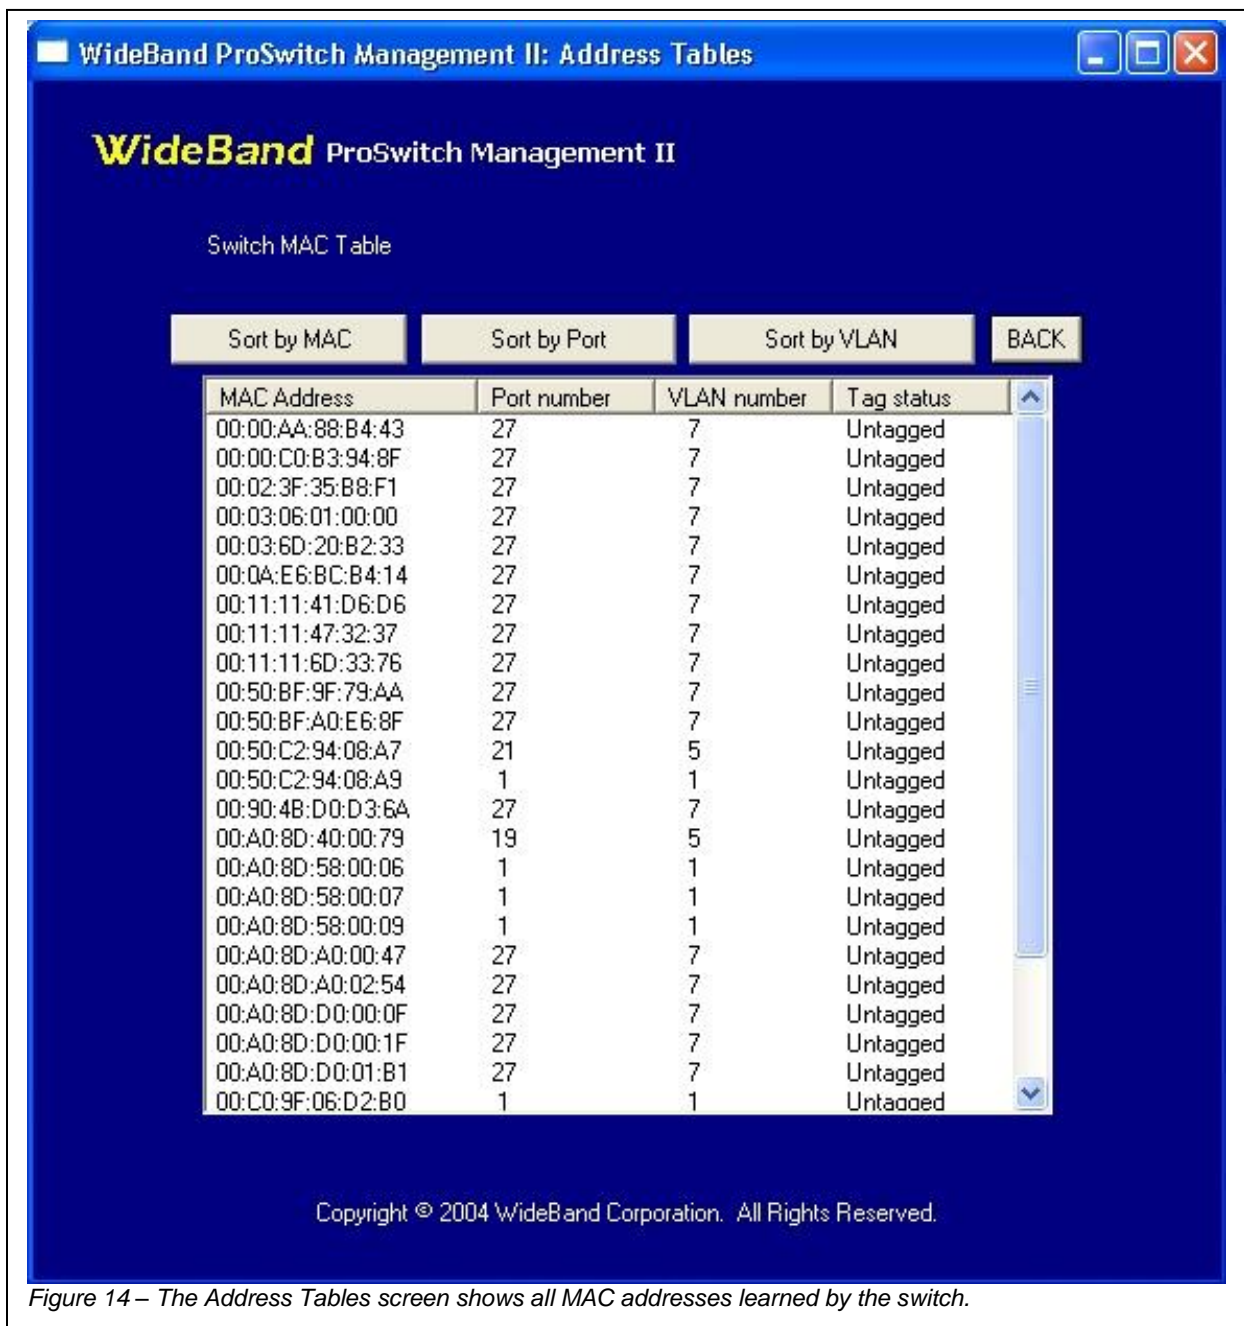 WideBand ProSwitch Management II: Address Tables
WideBand ProSwitch Management II
Switch MAC Table
Sort by MAC Sort by Port Sort by VLAN BACK
MAC Address Port number VLAN number Tag status
00:00:AA:88:B4:43 27 7 Untagged
00:00:C0:B3:94:8F 27 7 Untagged
00:02:3F:35:B8:F1 27 7 Untagged
00:03:06:01:00:00 27 7 Untagged
00:03:6D:20:B2:33 27 7 Untagged
00:0A:E6:BC:B4:14 27 7 Untagged
00:11:11:41:D6:D6 27 7 Untagged
00:11:11:47:32:37 27 7 Untagged
00:11:11:6D:33:76 27 7 Untagged
00:50:BF:9F:79:AA 27 7 Untagged
00:50:BF:A0:E6:8F 27 7 Untagged
00:50:C2:94:08:A7 21 5 Untagged
00:50:C2:94:08:A9 1 1 Untagged
00:90:4B:D0:D3:6A 27 7 Untagged
00:A0:8D:40:00:79 19 5 Untagged
00:A0:8D:58:00:06 1 1 Untagged
00:A0:8D:58:00:07 1 1 Untagged
00:A0:8D:58:00:09 1 1 Untagged
00:A0:8D:A0:00:47 27 7 Untagged
00:A0:8D:A0:02:54 27 7 Untagged
00:A0:8D:D0:00:0F 27 7 Untagged
00:A0:8D:D0:00:1F 27 7 Untagged
00:A0:8D:D0:01:B1 27 7 Untagged
00:C0:9F:06:D2:B0 1 1 Untagged
Copyright © 2004 WideBand Corporation. All Rights Reserved.
Figure 14 – The Address Tables screen shows all MAC addresses learned by the switch.